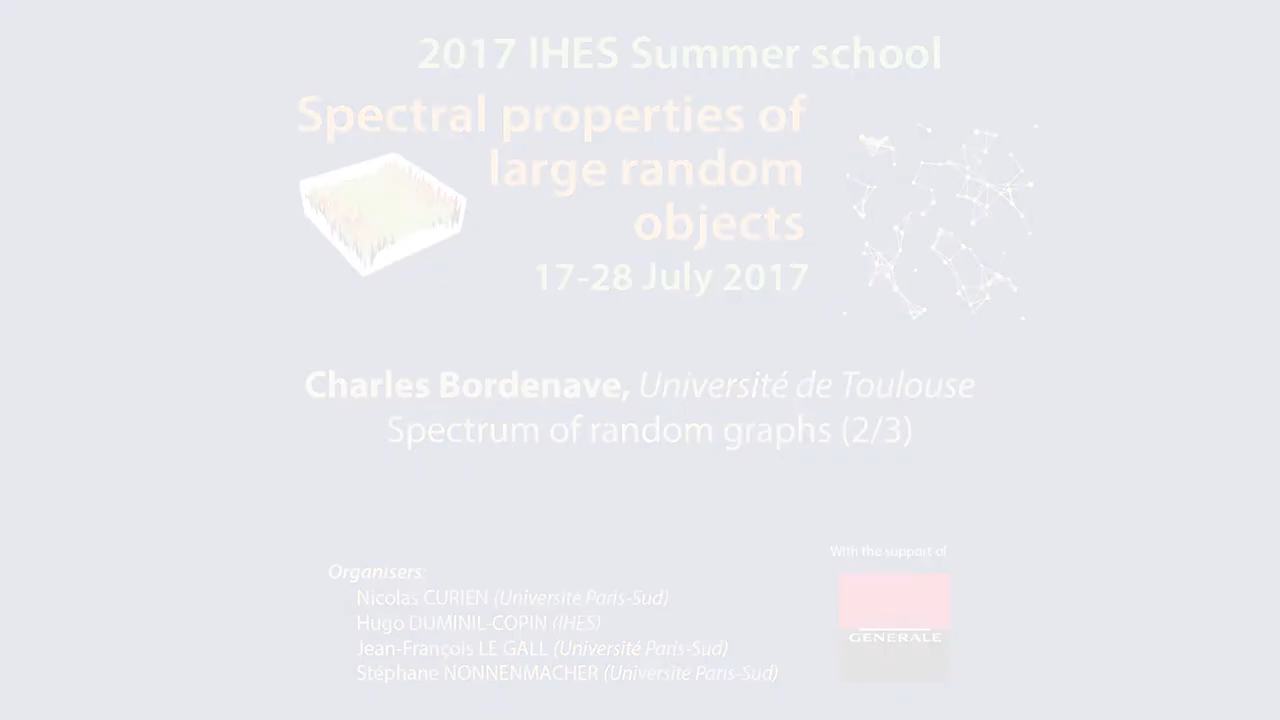 2017 IHES Summer school
Spectral properties of
large random
objects
17-28 July 2017
Charles Bordenave, Université de Toulouse
Spectrum of random graphs (2/3)
With the support of
GENERALE
Organisers:
Nicolas CURIEN (Universite Paris-Sud)
Hugo DUMINIL-COPIN (IHES)
Jean-François LE GALL (Université Paris-Sud)
Stéphane NONNENMACHER (Universite Paris-Sud)